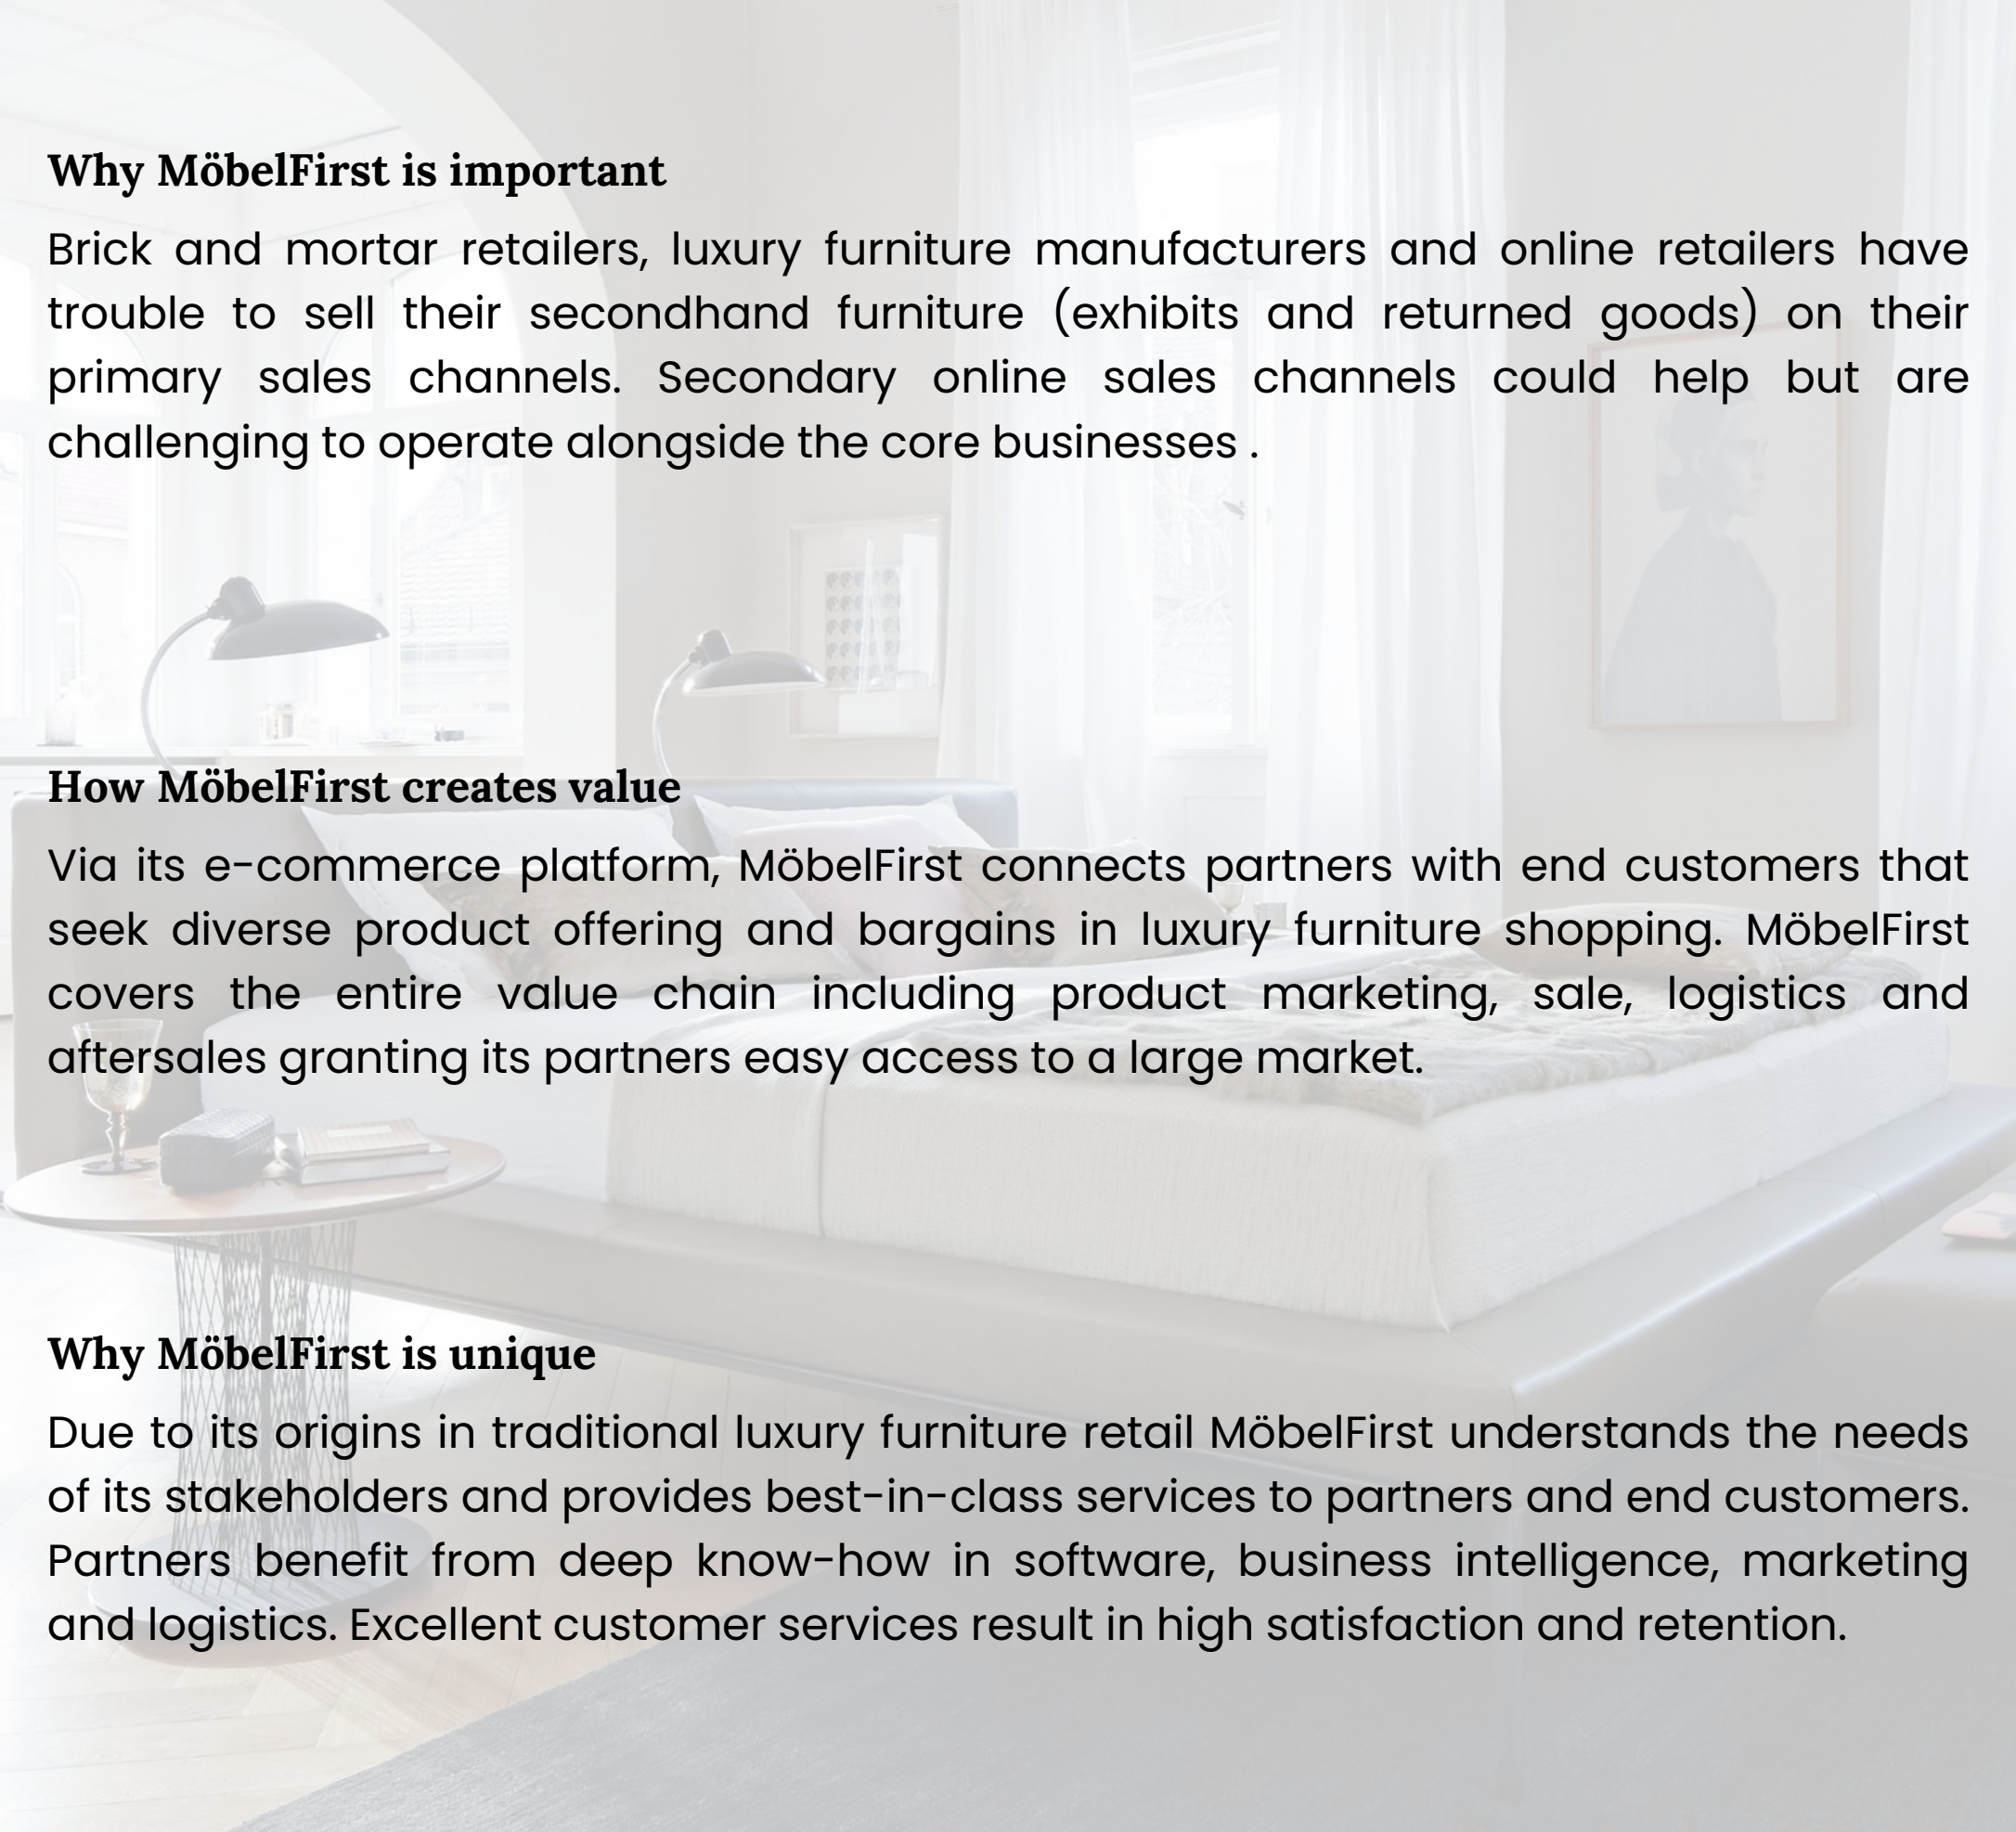 Why MöbelFirst is important
Brick and mortar retailers, luxury furniture manufacturers and online retailers have
trouble to sell their secondhand furniture (exhibits and returned goods) on their
primary sales channels. Secondary online sales channels could help but are
challenging to operate alongside the core businesses .
How MöbelFirst creates value
Via its e-commerce platform, MöbelFirst connects partners with end customers that
seek diverse product offering and bargains in luxury furniture shopping. MöbelFirst
covers the entire value chain including product marketing, sale, logistics and
aftersales granting its partners easy access to a large market.
Why MöbelFirst is unique
Due to its origins in traditional luxury furniture retail MöbelFirst understands the needs
of its stakeholders and provides best-in-class services to partners and end customers.
Partners benefit from deep know-how in software, business intelligence, marketing
and logistics. Excellent customer services result in high satisfaction and retention.